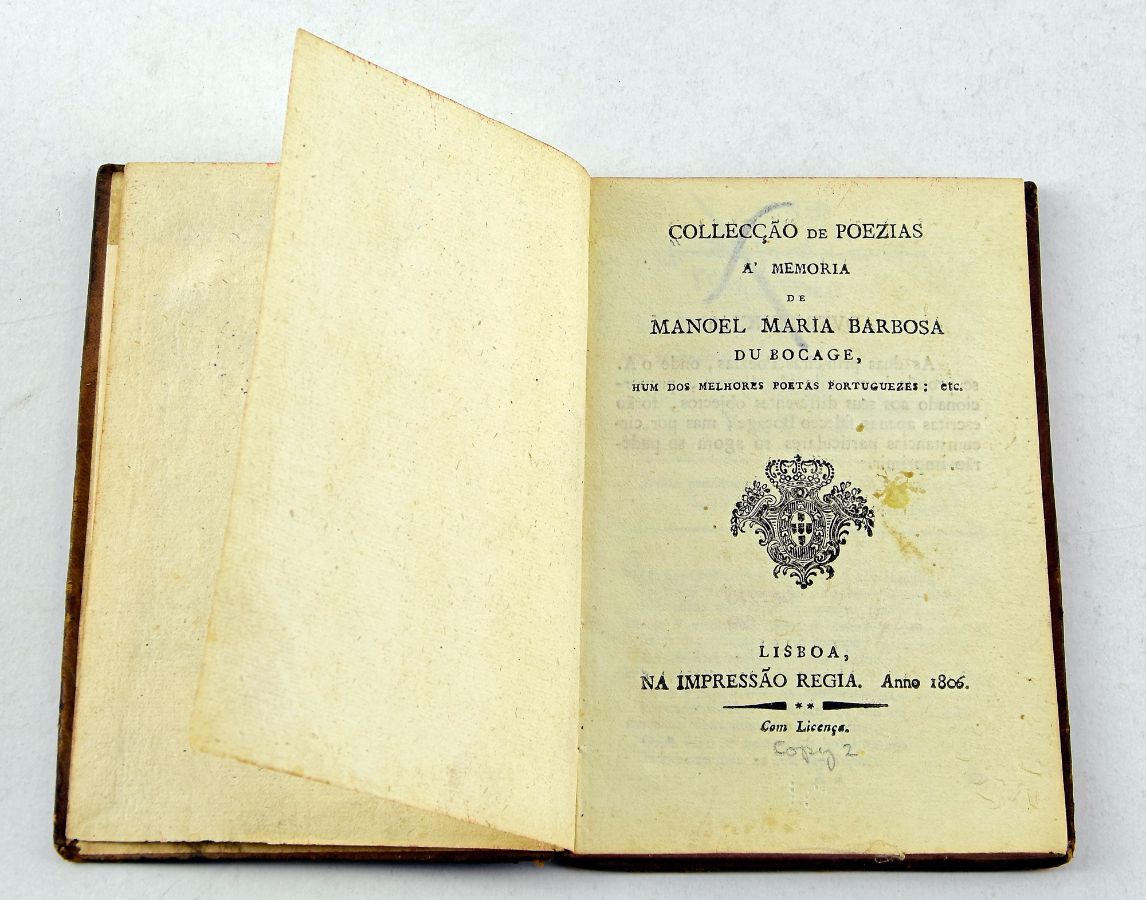 COLLECÇÃO DE POEZIAS
A' MEMORIA
DE
MANOEL MARIA BARBOSA
DU BOCAGE,
HUM DOS MELHORES POETAS PORTUGUEZES; etc.
LISBOA,
NA IMPRESSÃO REGIA. Anno 1806.
Com Licença.
Copy 2